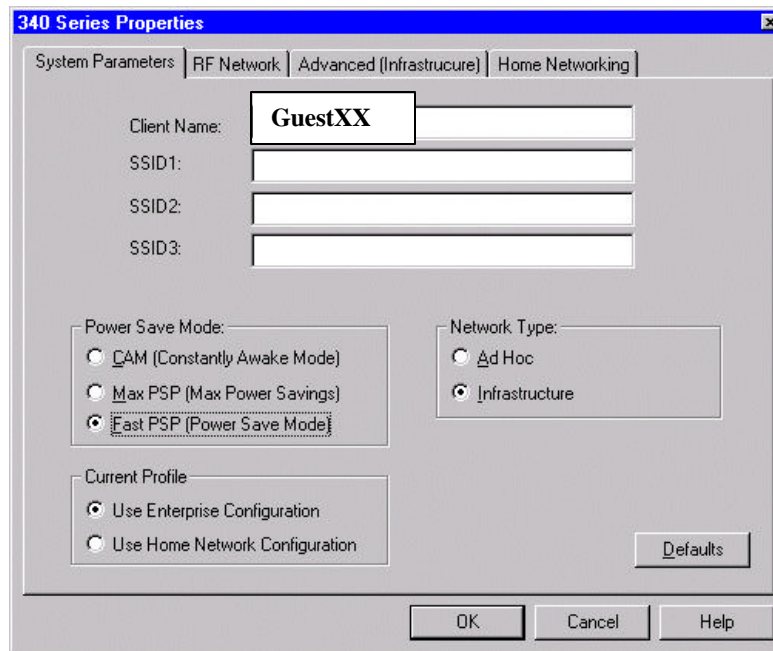 340 Series Properties
System Parameters RF Network Advanced (Infrastrucure) Home Networking
Client Name: GuestXX
SSID1:
SSID2:
SSID3:
Power Save Mode:
CAM (Constantly Awake Mode)
Max PSP (Max Power Savings)
Fast PSP (Power Save Mode)
Network Type:
Ad Hoc
Infrastructure
Current Profile
Use Enterprise Configuration
Use Home Network Configuration
Defaults
OK Cancel Help